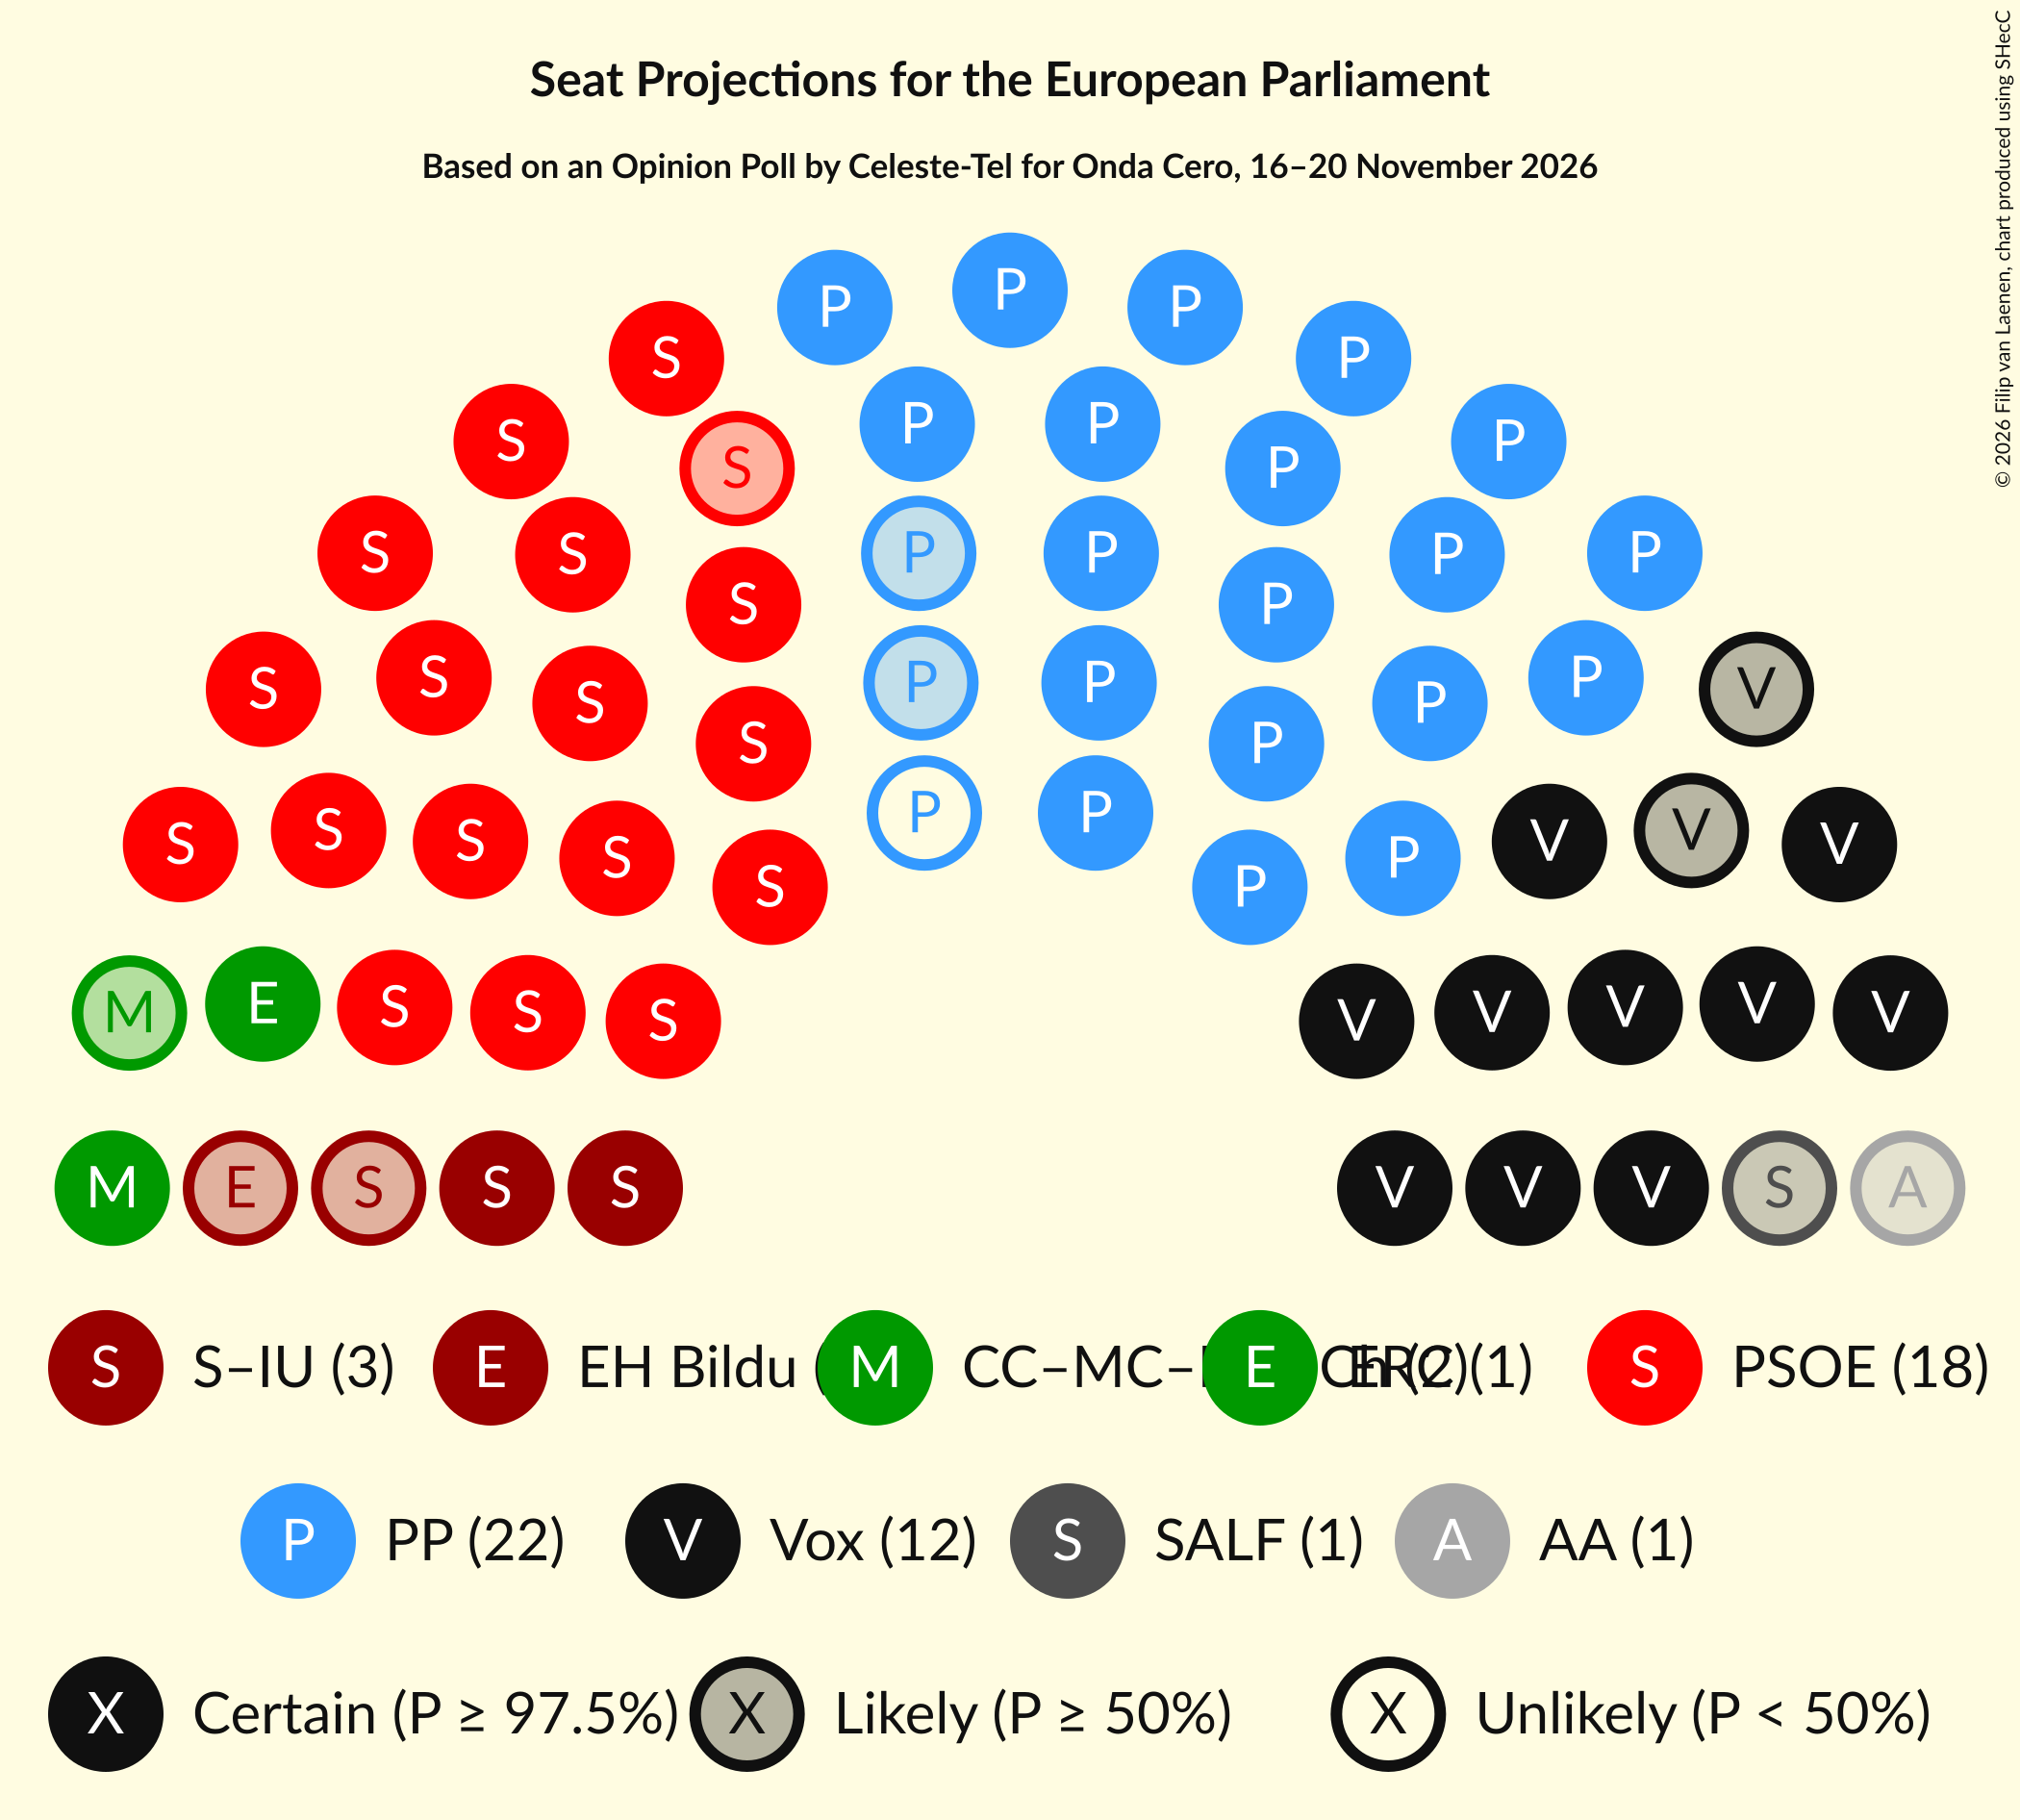 Seat Projections for the European Parliament
Based on an Opinion Poll by Celeste-Tel for Onda Cero, 16–20 November 2026
© 2026 Filip van Laenen, chart produced using SHecC
P P P P
S P
S P P P P
S S P
S S P P P P P
S P P P
S S S P P V
S P P
S S S S P P P V V V
S P
M E S S S V V V V V
M E S S S V V V S A
S S–IU (3) E EH Bildu M CC–MC– E ERC (1) S PSOE (18)
P PP (22) V Vox (12) S SALF (1) A AA (1)
X Certain (P ≥ 97.5%) X Likely (P ≥ 50%) X Unlikely (P < 50%)